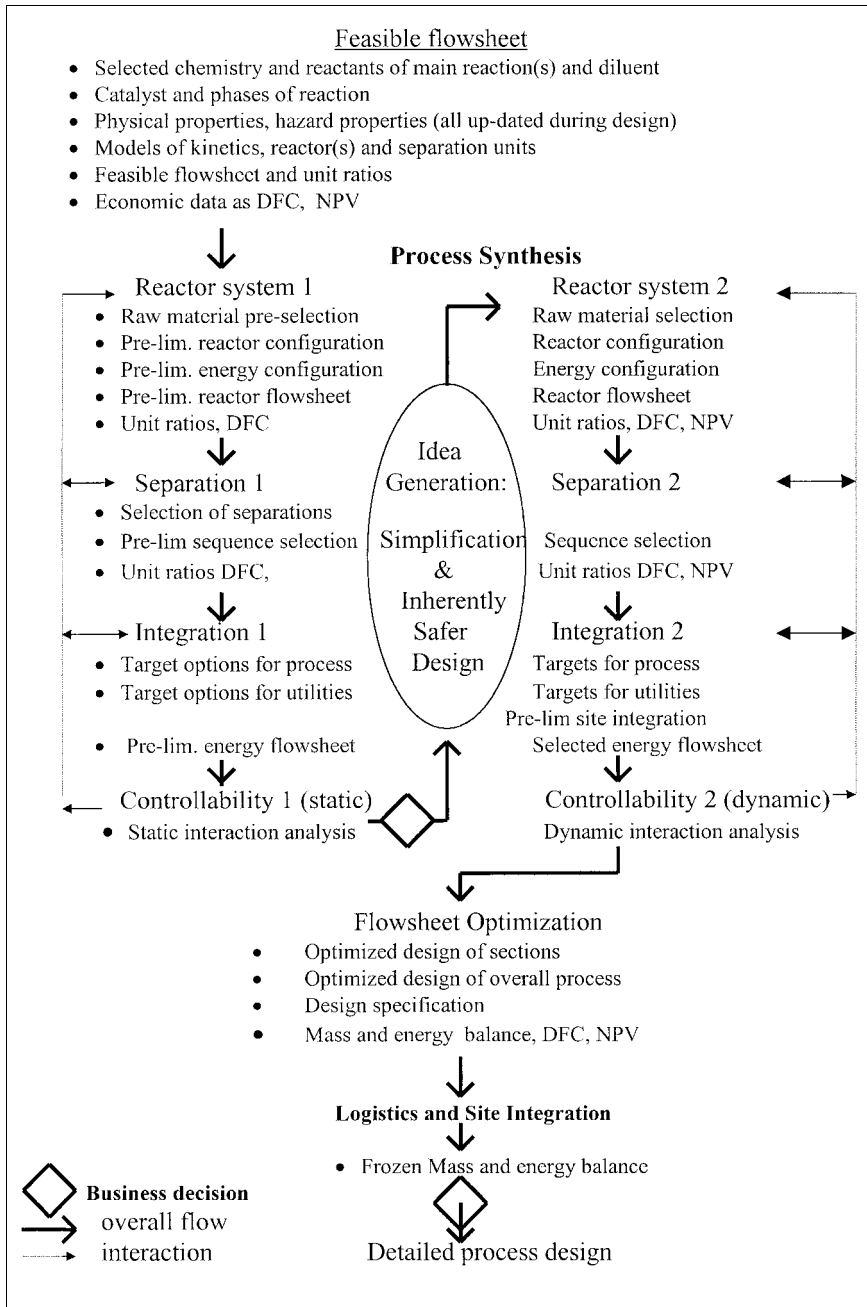 Feasible flowsheet
• Selected chemistry and reactants of main reaction(s) and diluent
• Catalyst and phases of reaction
• Physical properties, hazard properties (all up-dated during design)
• Models of kinetics, reactor(s) and separation units
• Feasible flowsheet and unit ratios
• Economic data as DFC, NPV
Process Synthesis
Reactor system 1
• Raw material pre-selection
• Pre-lim. reactor configuration
• Pre-lim. energy configuration
• Pre-lim. reactor flowsheet
• Unit ratios, DFC
Separation 1
• Selection of separations
• Pre-lim sequence selection
• Unit ratios DFC,
Integration 1
• Target options for process
• Target options for utilities
• Pre-lim. energy flowsheet
Controllability 1 (static)
• Static interaction analysis
Idea
Generation:
Simplification
&
Inherently
Safer
Design
Reactor system 2
Raw material selection
Reactor configuration
Energy configuration
Reactor flowsheet
Unit ratios, DFC, NPV
Separation 2
Sequence selection
Unit ratios DFC, NPV
Integration 2
Targets for process
Targets for utilities
Pre-lim site integration
Selected energy flowsheet
Controllability 2 (dynamic)
Dynamic interaction analysis
Flowsheet Optimization
• Optimized design of sections
• Optimized design of overall process
• Design specification
• Mass and energy balance, DFC, NPV
Logistics and Site Integration
• Frozen Mass and energy balance
Detailed process design
Business decision
overall flow
interaction